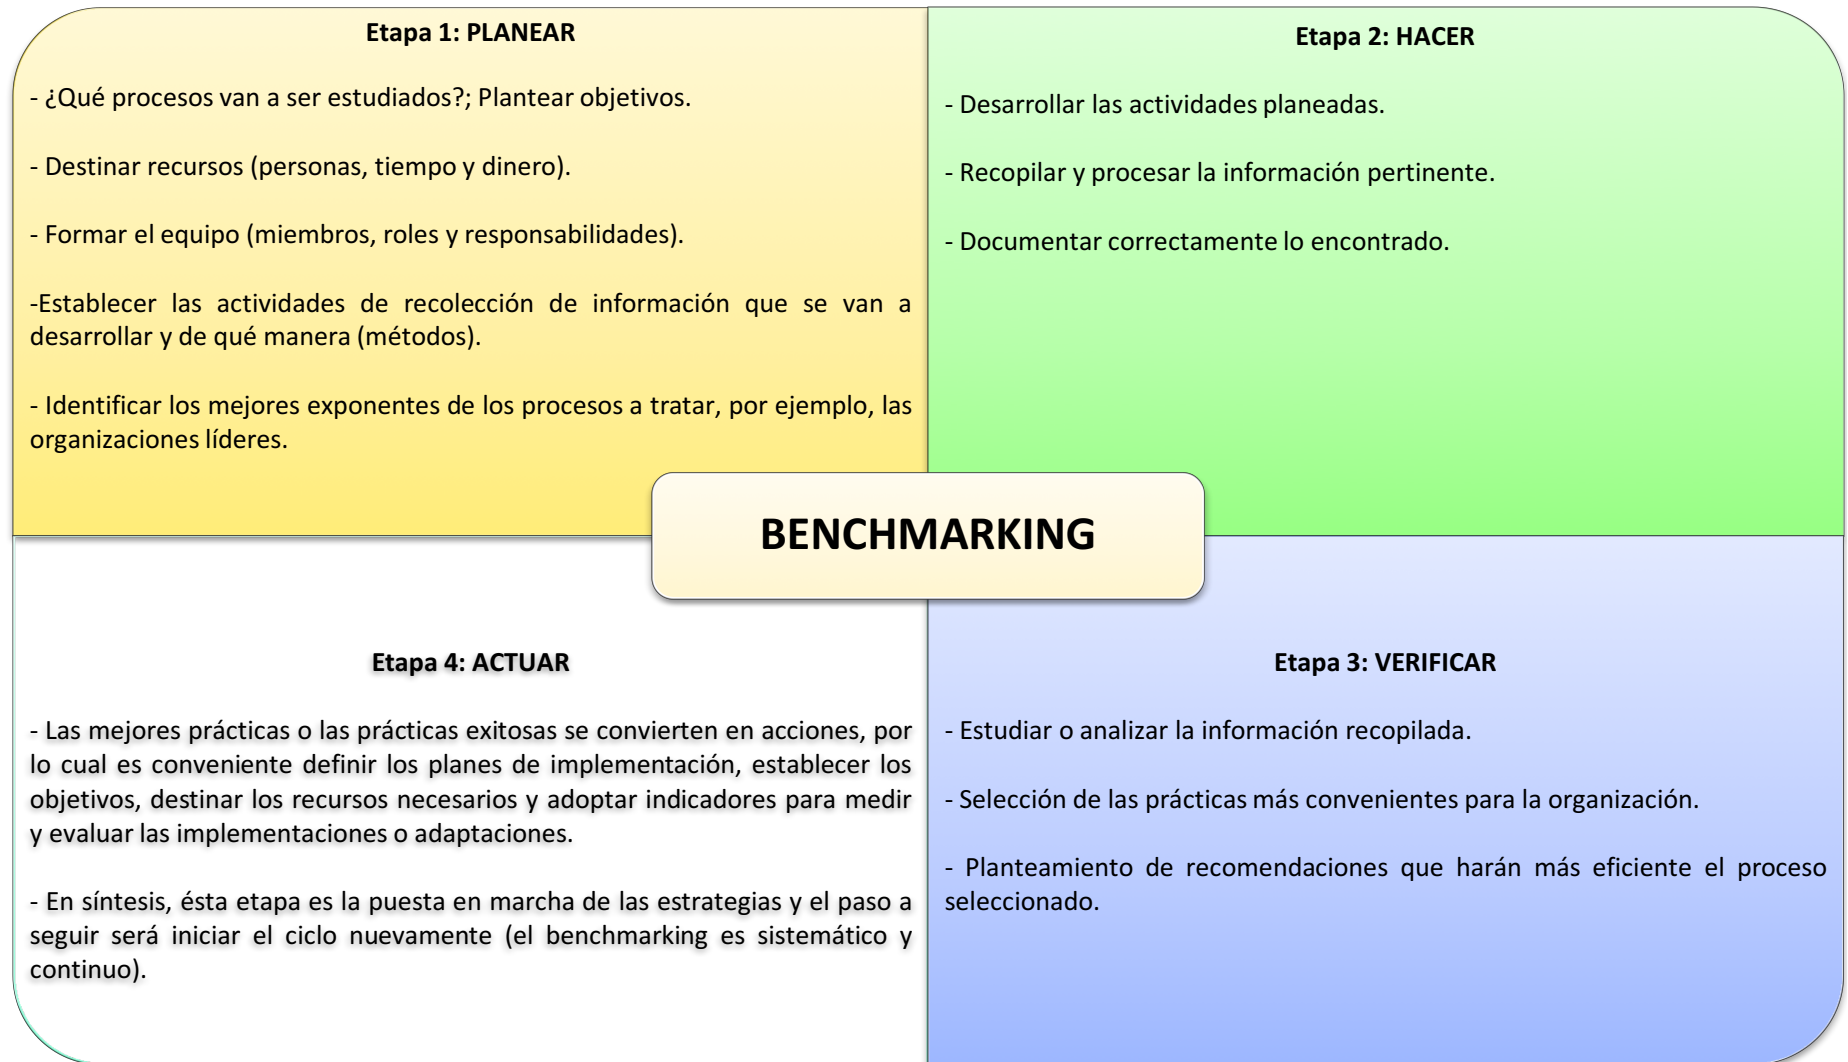 Etapa 1: PLANEAR
- ¿Qué procesos van a ser estudiados?; Plantear objetivos.
- Destinar recursos (personas, tiempo y dinero).
- Formar el equipo (miembros, roles y responsabilidades).
-Establecer las actividades de recolección de información que se van a
desarrollar y de qué manera (métodos).
- Identificar los mejores exponentes de los procesos a tratar, por ejemplo, las
organizaciones líderes.
Etapa 2: HACER
- Desarrollar las actividades planeadas.
- Recopilar y procesar la información pertinente.
- Documentar correctamente lo encontrado.
BENCHMARKING
Etapa 4: ACTUAR
- Las mejores prácticas o las prácticas exitosas se convierten en acciones, por
lo cual es conveniente definir los planes de implementación, establecer los
objetivos, destinar los recursos necesarios y adoptar indicadores para medir
y evaluar las implementaciones o adaptaciones.
- En síntesis, ésta etapa es la puesta en marcha de las estrategias y el paso a
seguir será iniciar el ciclo nuevamente (el benchmarking es sistemático y
continuo).
Etapa 3: VERIFICAR
- Estudiar o analizar la información recopilada.
- Selección de las prácticas más convenientes para la organización.
- Planteamiento de recomendaciones que harán más eficiente el proceso
seleccionado.